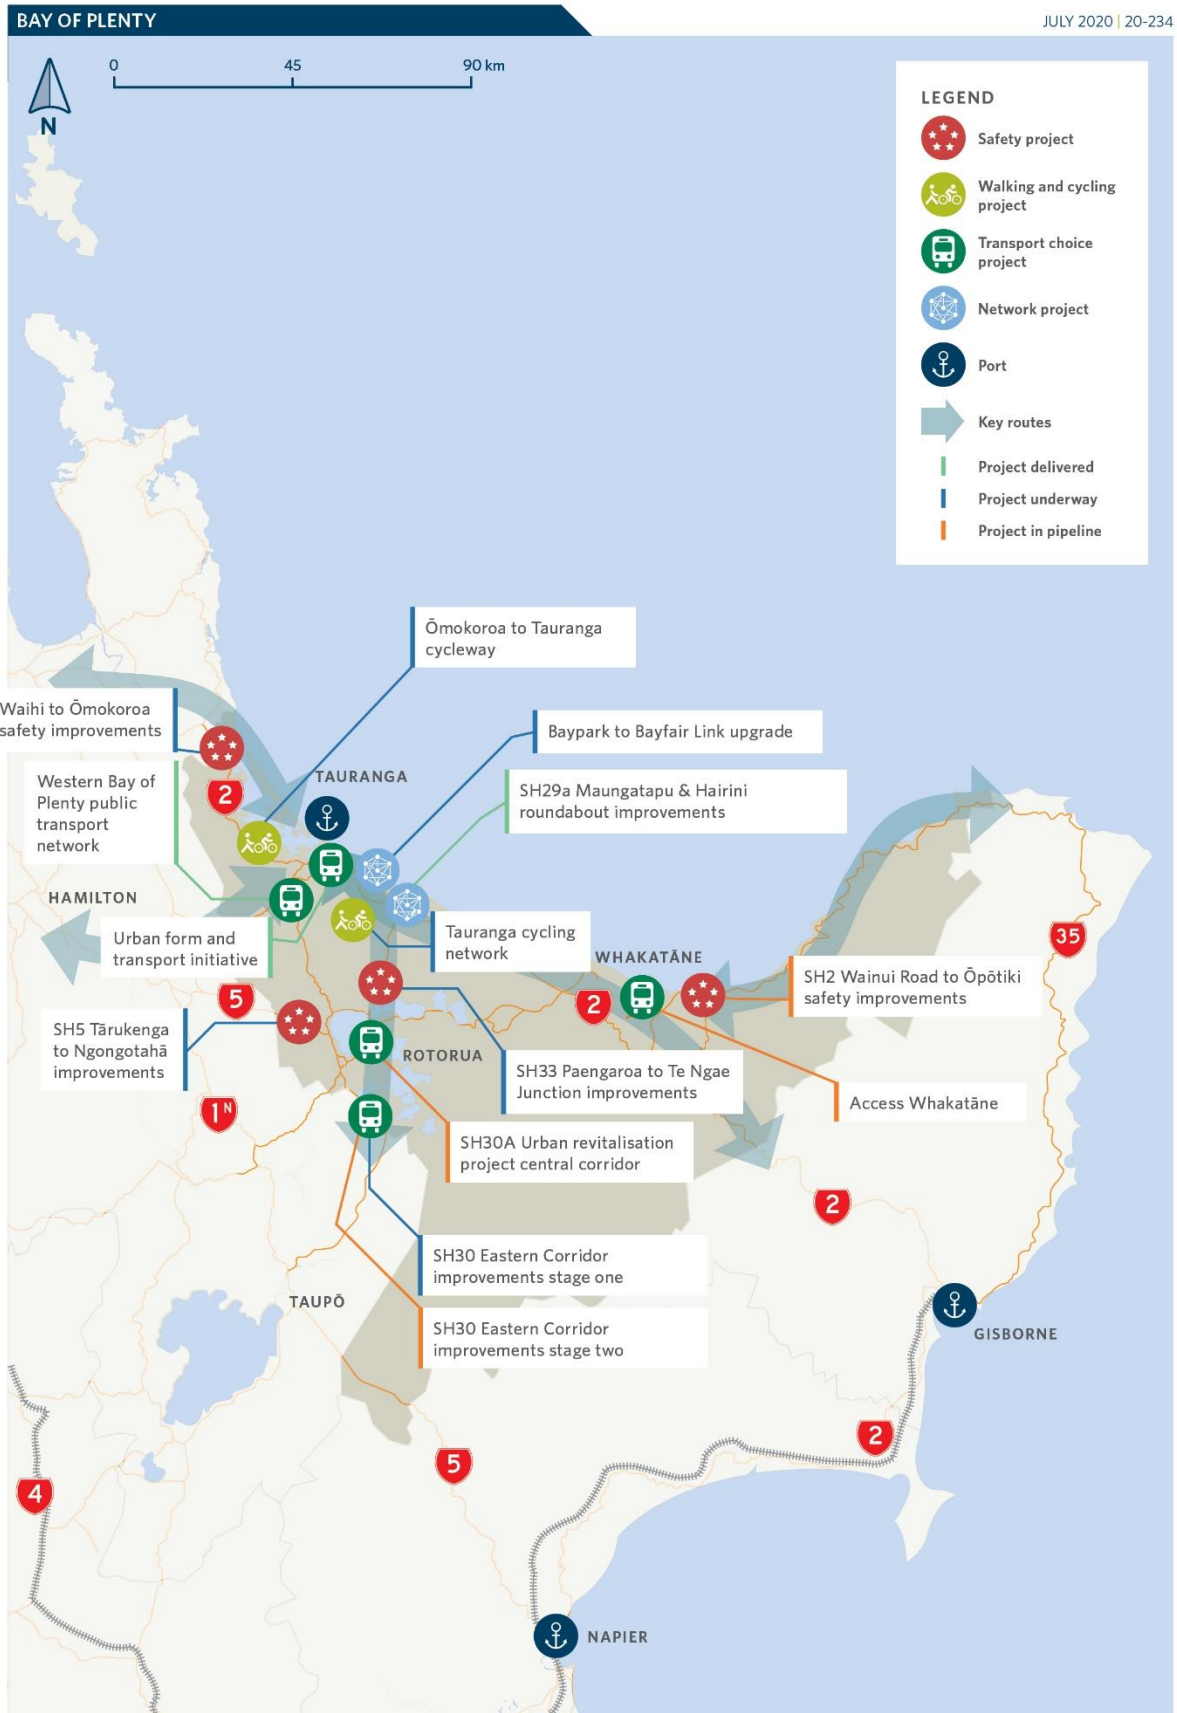 BAY OF PLENTY
JULY 2020 | 20-234
0 45 90 km
N
LEGEND
Safety project
Walking and cycling
project
Transport choice
project
Network project
Port
Key routes
Project delivered
Project underway
Project in pipeline
Ōmokoroa to Tauranga
cycleway
Waihi to Ōmokoroa
safety improvements
Baypark to Bayfair Link upgrade
TAURANGA
Western Bay of
Plenty public
transport
network
2
SH29a Maungatapu & Hairini
roundabout improvements
HAMILTON
Urban form and
transport initiative
Tauranga cycling
network
WHAKATĀNE
35
SH2 Wainui Road to Ōpōtiki
safety improvements
5
2
SH5 Tārukenga
to Ngongotahā
improvements
ROTORUA
SH33 Paengaroa to Te Ngae
Junction improvements
Access Whakatāne
1N
SH30A Urban revitalisation
project central corridor
2
SH30 Eastern Corridor
improvements stage one
TAUPŌ
SH30 Eastern Corridor
improvements stage two
GISBORNE
2
5
4
NAPIER